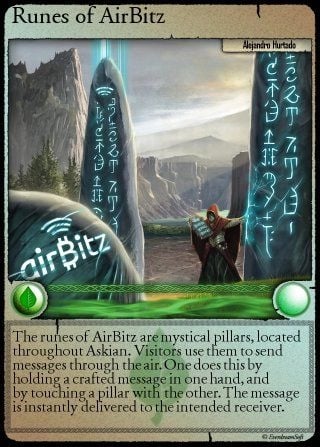 Runes of AirBitz
Alejandro Hurtado
airBitz
The runes of AirBitz are mystical pillars, located
throughout Askian. Visitors use them to send
messages through the air. One does this by
holding a crafted message in one hand, and
by touching a pillar with the other. The message
is instantly delivered to the intended receiver.
© EverdreamSoft